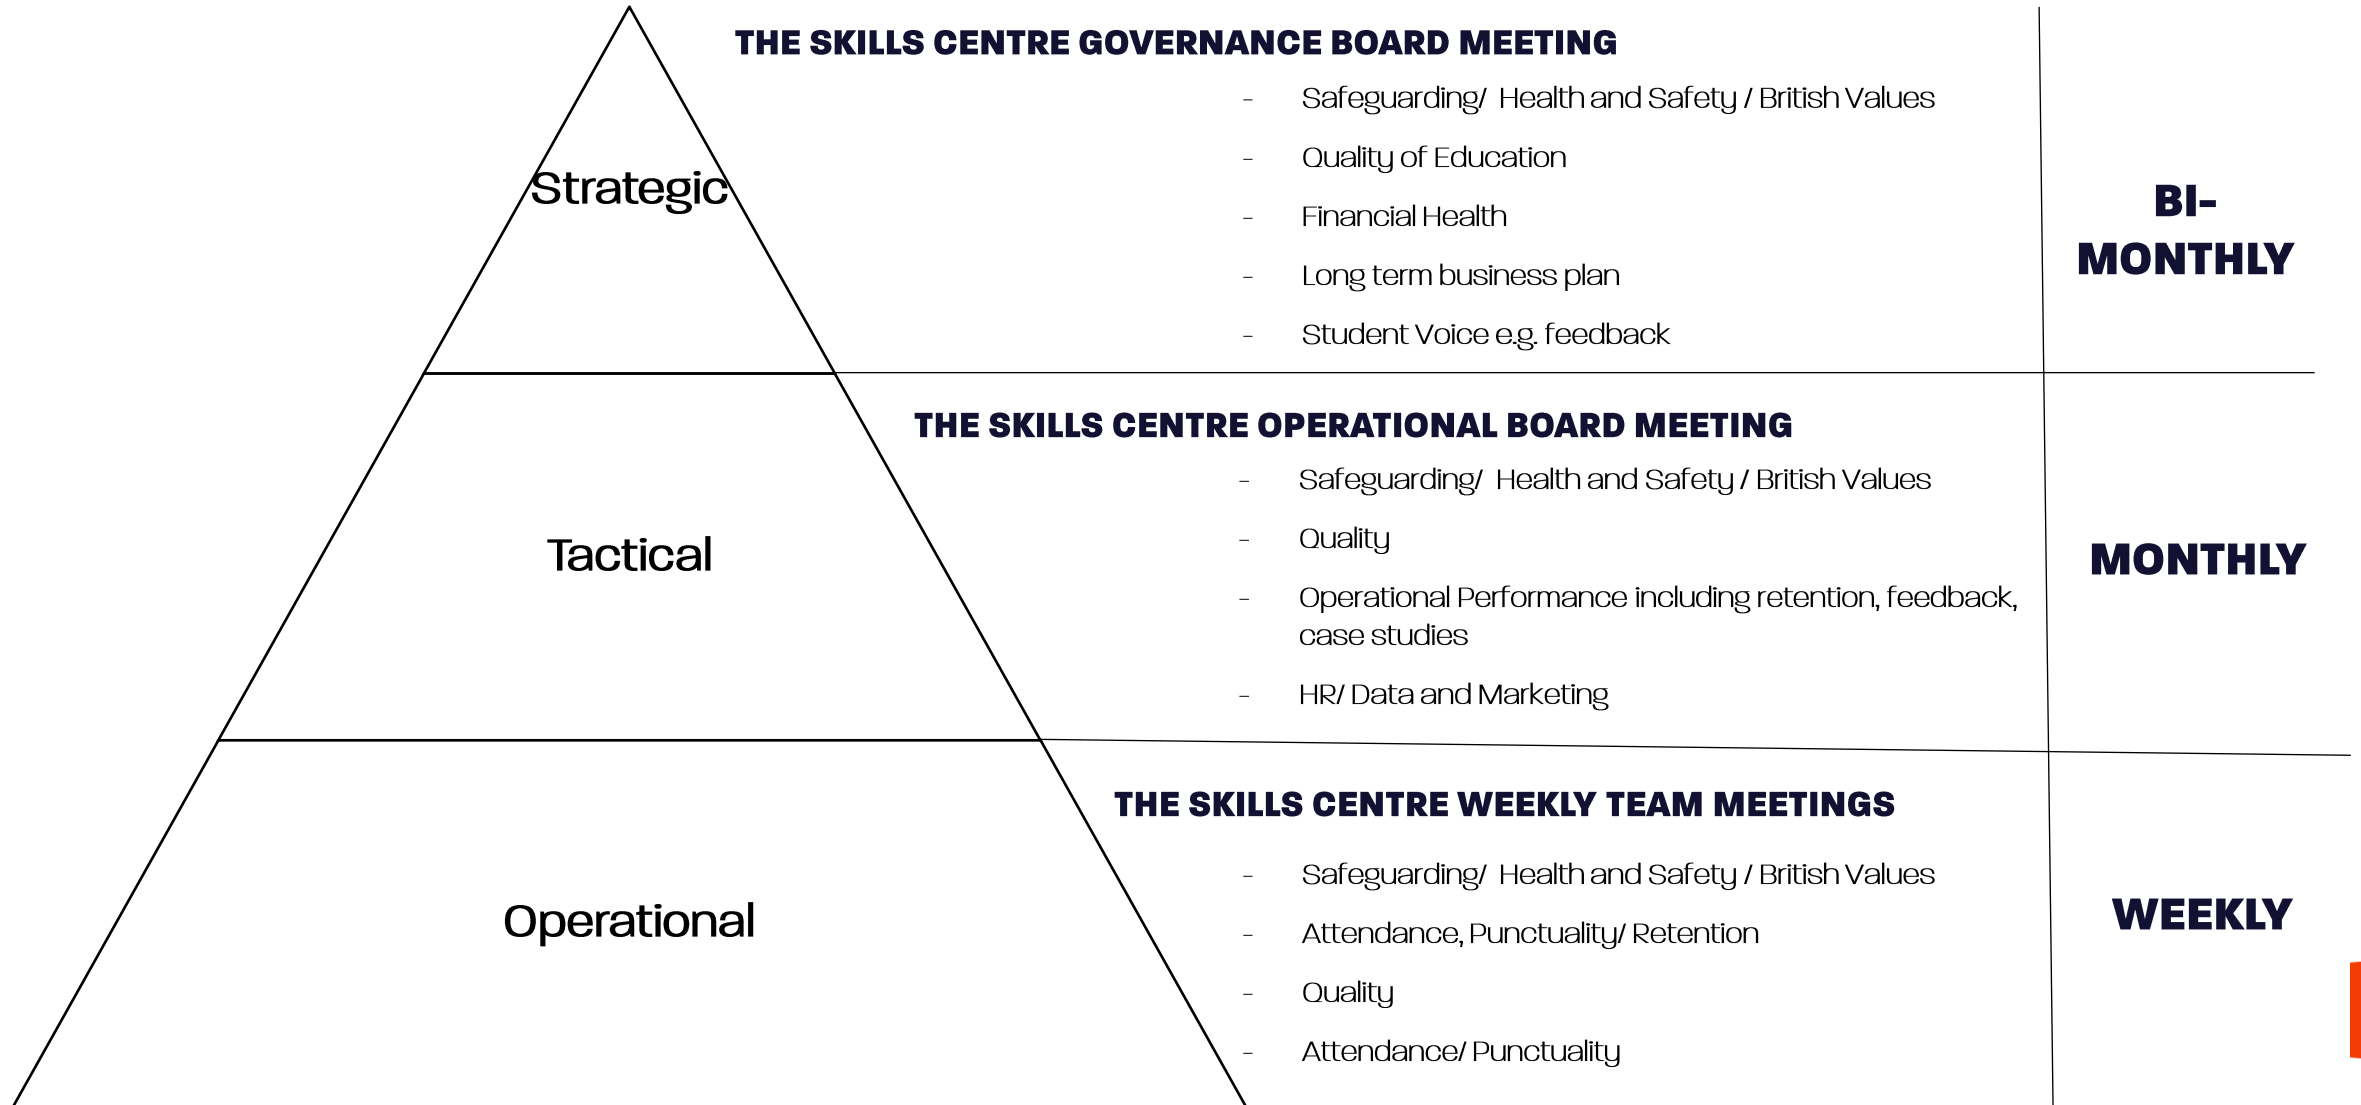 THE SKILLS CENTRE GOVERNANCE BOARD MEETING
- Safeguarding/ Health and Safety / British Values
- Quality of Education
- Financial Health
- Long term business plan
- Student Voice e.g. feedback
Strategic
BI-
MONTHLY
THE SKILLS CENTRE OPERATIONAL BOARD MEETING
- Safeguarding/ Health and Safety / British Values
- Quality
- Operational Performance including retention, feedback,
case studies
- HR/ Data and Marketing
Tactical
MONTHLY
THE SKILLS CENTRE WEEKLY TEAM MEETINGS
- Safeguarding/ Health and Safety / British Values
- Attendance, Punctuality/ Retention
- Quality
- Attendance/ Punctuality
Operational
WEEKLY